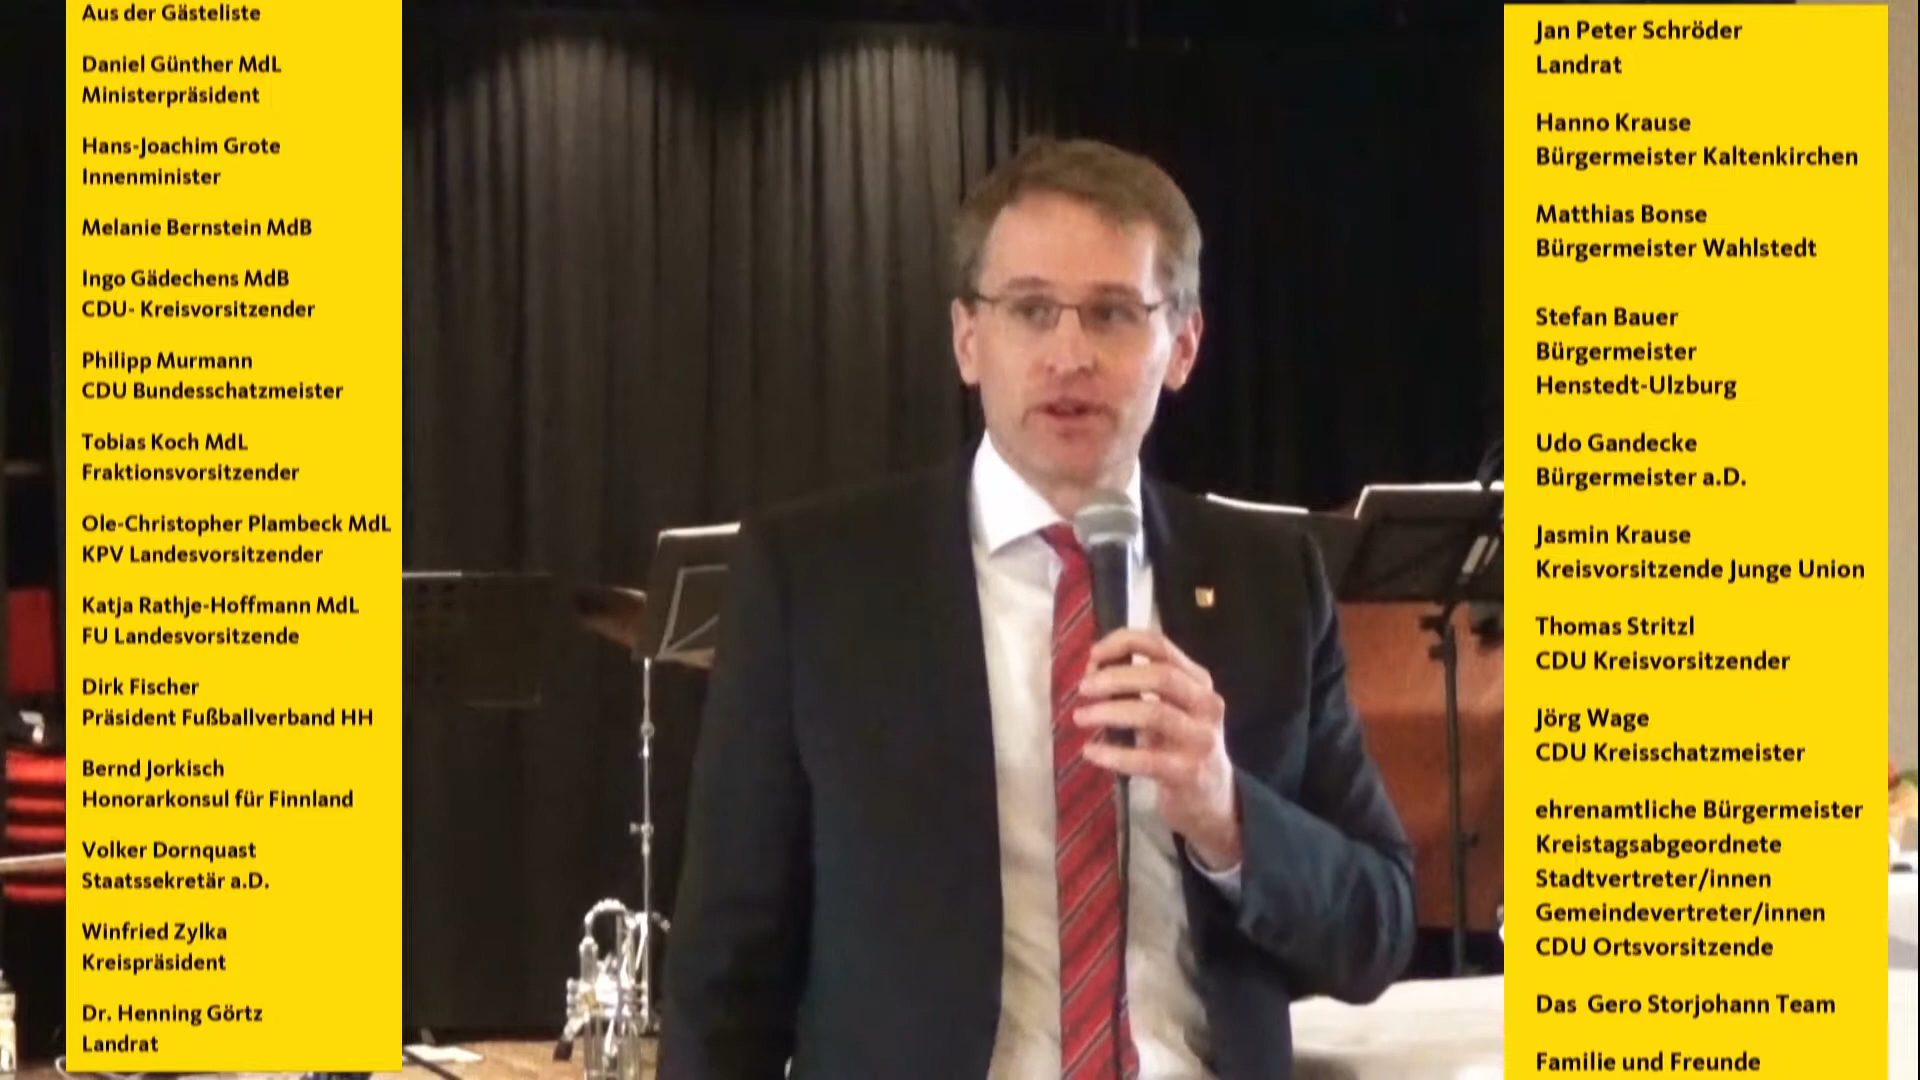 Aus der Gästeliste
Daniel Günther MdL
Ministerpräsident
Hans-Joachim Grote
Innenminister
Melanie Bernstein MdB
Ingo Gädechens MdB
CDU- Kreisvorsitzender
Philipp Murmann
CDU Bundesschatzmeister
Tobias Koch MdL
Fraktionsvorsitzender
Ole-Christopher Plambeck MdL
KPV Landesvorsitzender
Katja Rathje-Hoffmann MdL
FU Landesvorsitzende
Dirk Fischer
Präsident Fußballverband HH
Bernd Jorkisch
Honorarkonsul für Finnland
Volker Dornquast
Staatssekretär a.D.
Winfried Zylka
Kreispräsident
Dr. Henning Görtz
Landrat
Jan Peter Schröder
Landrat
Hanno Krause
Bürgermeister Kaltenkirchen
Matthias Bonse
Bürgermeister Wahlstedt
Stefan Bauer
Bürgermeister
Henstedt-Ulzburg
Udo Gandecke
Bürgermeister a.D.
Jasmin Krause
Kreisvorsitzende Junge Union
Thomas Stritzl
CDU Kreisvorsitzender
Jörg Wage
CDU Kreisschatzmeister
ehrenamtliche Bürgermeister
Kreistagsabgeordnete
Stadtvertreter/innen
Gemeindevertreter/innen
CDU Ortsvorsitzende
Das Gero Storjohann Team
Familie und Freunde